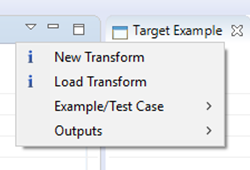 Target Example
New Transform
Load Transform
Example/Test Case
Outputs